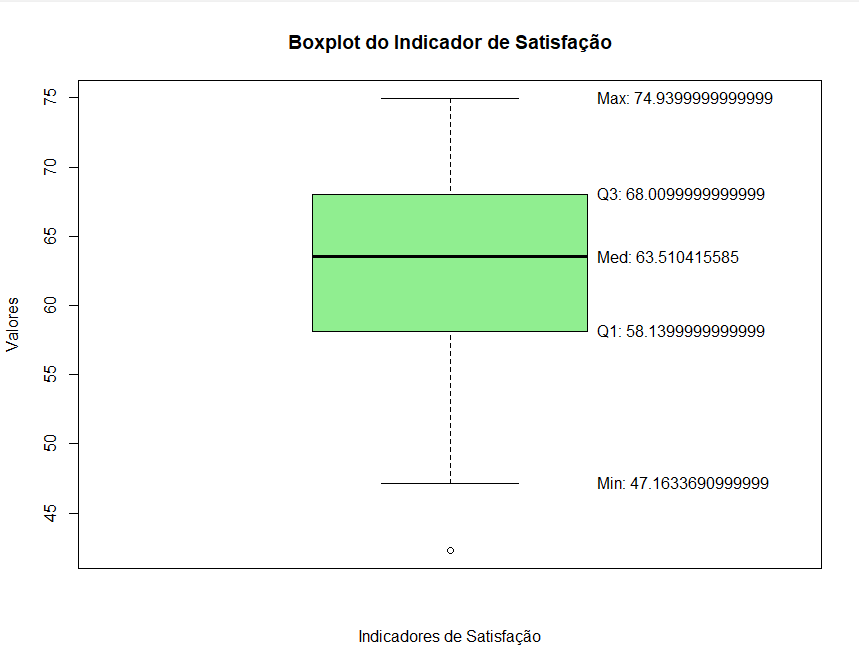 Boxplot do Indicador de Satisfação
75
Max: 74.9399999999999
70
Q3: 68.0099999999999
65
Med: 63.510415585
60
Valores
Q1: 58.1399999999999
55
50
Min: 47.1633690999999
45
Indicadores de Satisfação